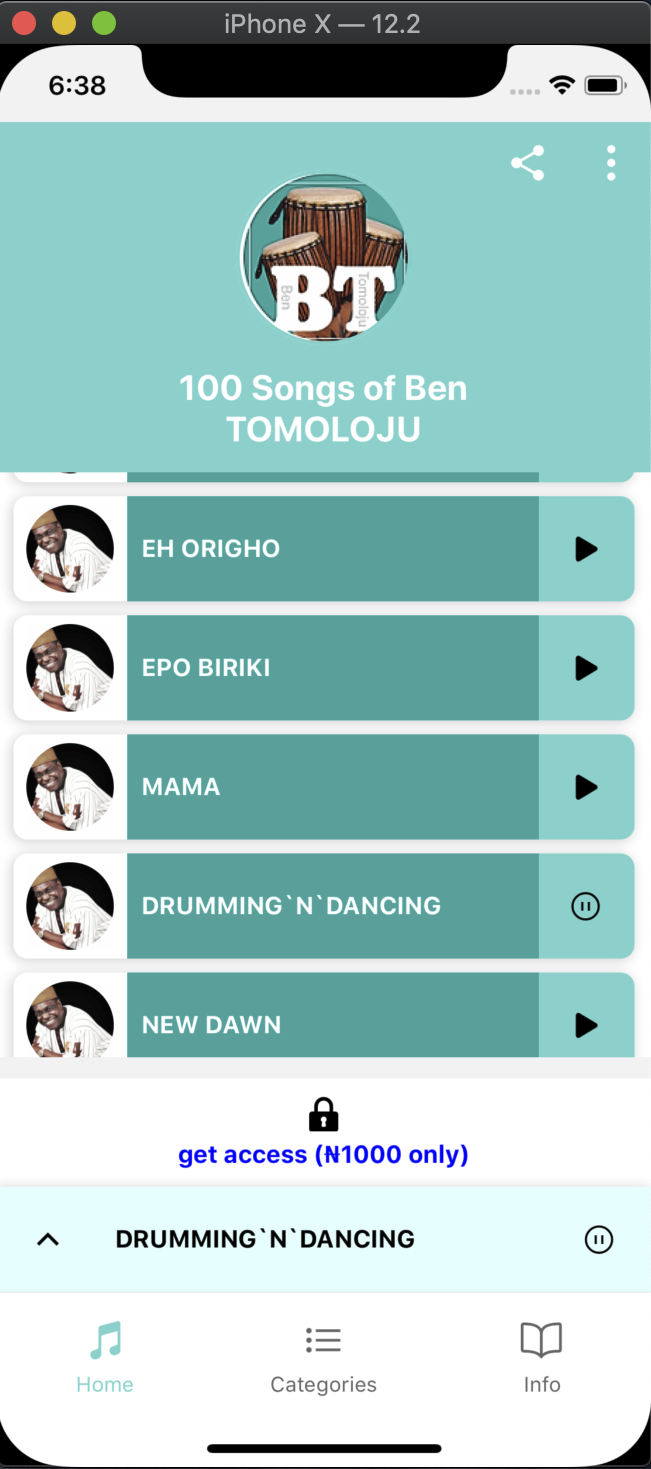 iPhone X — 12.2
6:38
BT
Ben
Tomoloju
100 Songs of Ben
TOMOLOJU
EH ORIGHO
EPO BIRIKI
MAMA
DRUMMING`N`DANCING
NEW DAWN
get access (₦1000 only)
DRUMMING`N`DANCING
Home
Categories
Info